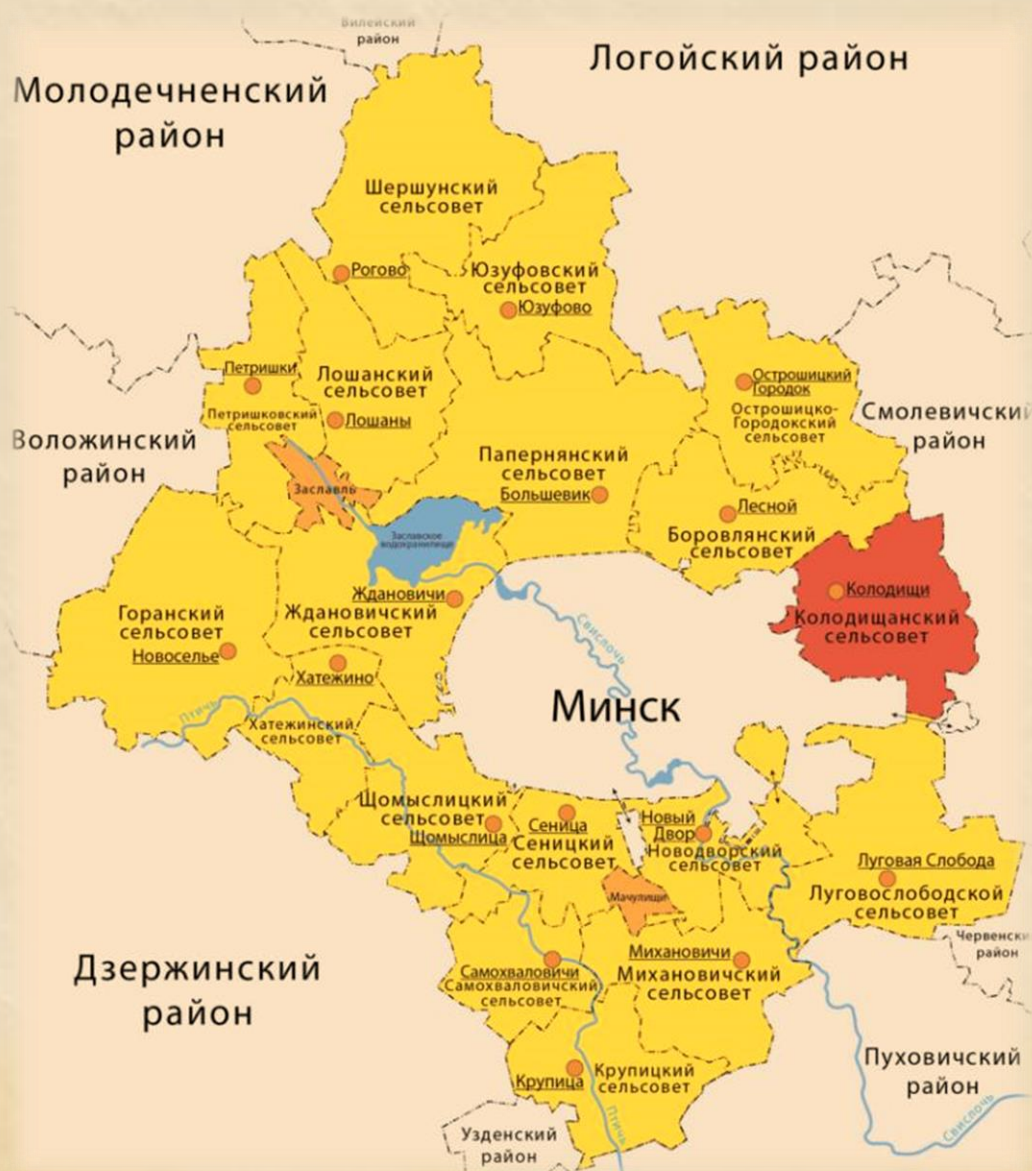 Вилейский
район
Логойский район
Молодечненский
район
Шершунский
сельсовет
Рогово
Юзуфовский
сельсовет
Юзуфово
Петришки
Лошанский
сельсовет
Петришковский
сельсовет
Лошаны
Острошицкий
Городок
Острошицко-
Городокский
сельсовет
Смолевичский
район
Воложинский
район
Папернянский
сельсовет
Большевик
Заславль
Лесной
Боровлянский
сельсовет
Заславское
водохранилище
Ждановичи
Ждановичский
сельсовет
Колодищи
Колодищанский
сельсовет
Горанский
сельсовет
Новоселье
Хатежино
Свислочь
Минск
Птичь
Хатежинский
сельсовет
Щомыслицкий
сельсовет
Щомыслица
Сеница
Сеницкий
сельсовет
Новый
Двор
Новодворский
сельсовет
Луговая Слобода
Луговослободской
сельсовет
Мачулищи
Червенск
район
Дзержинский
район
Самохваловичи
Самохваловичский
сельсовет
Михановичи
Михановичский
сельсовет
Крупица
Крупицкий
сельсовет
Пуховичский
район
Узденский
район
Птичь
Свислочь